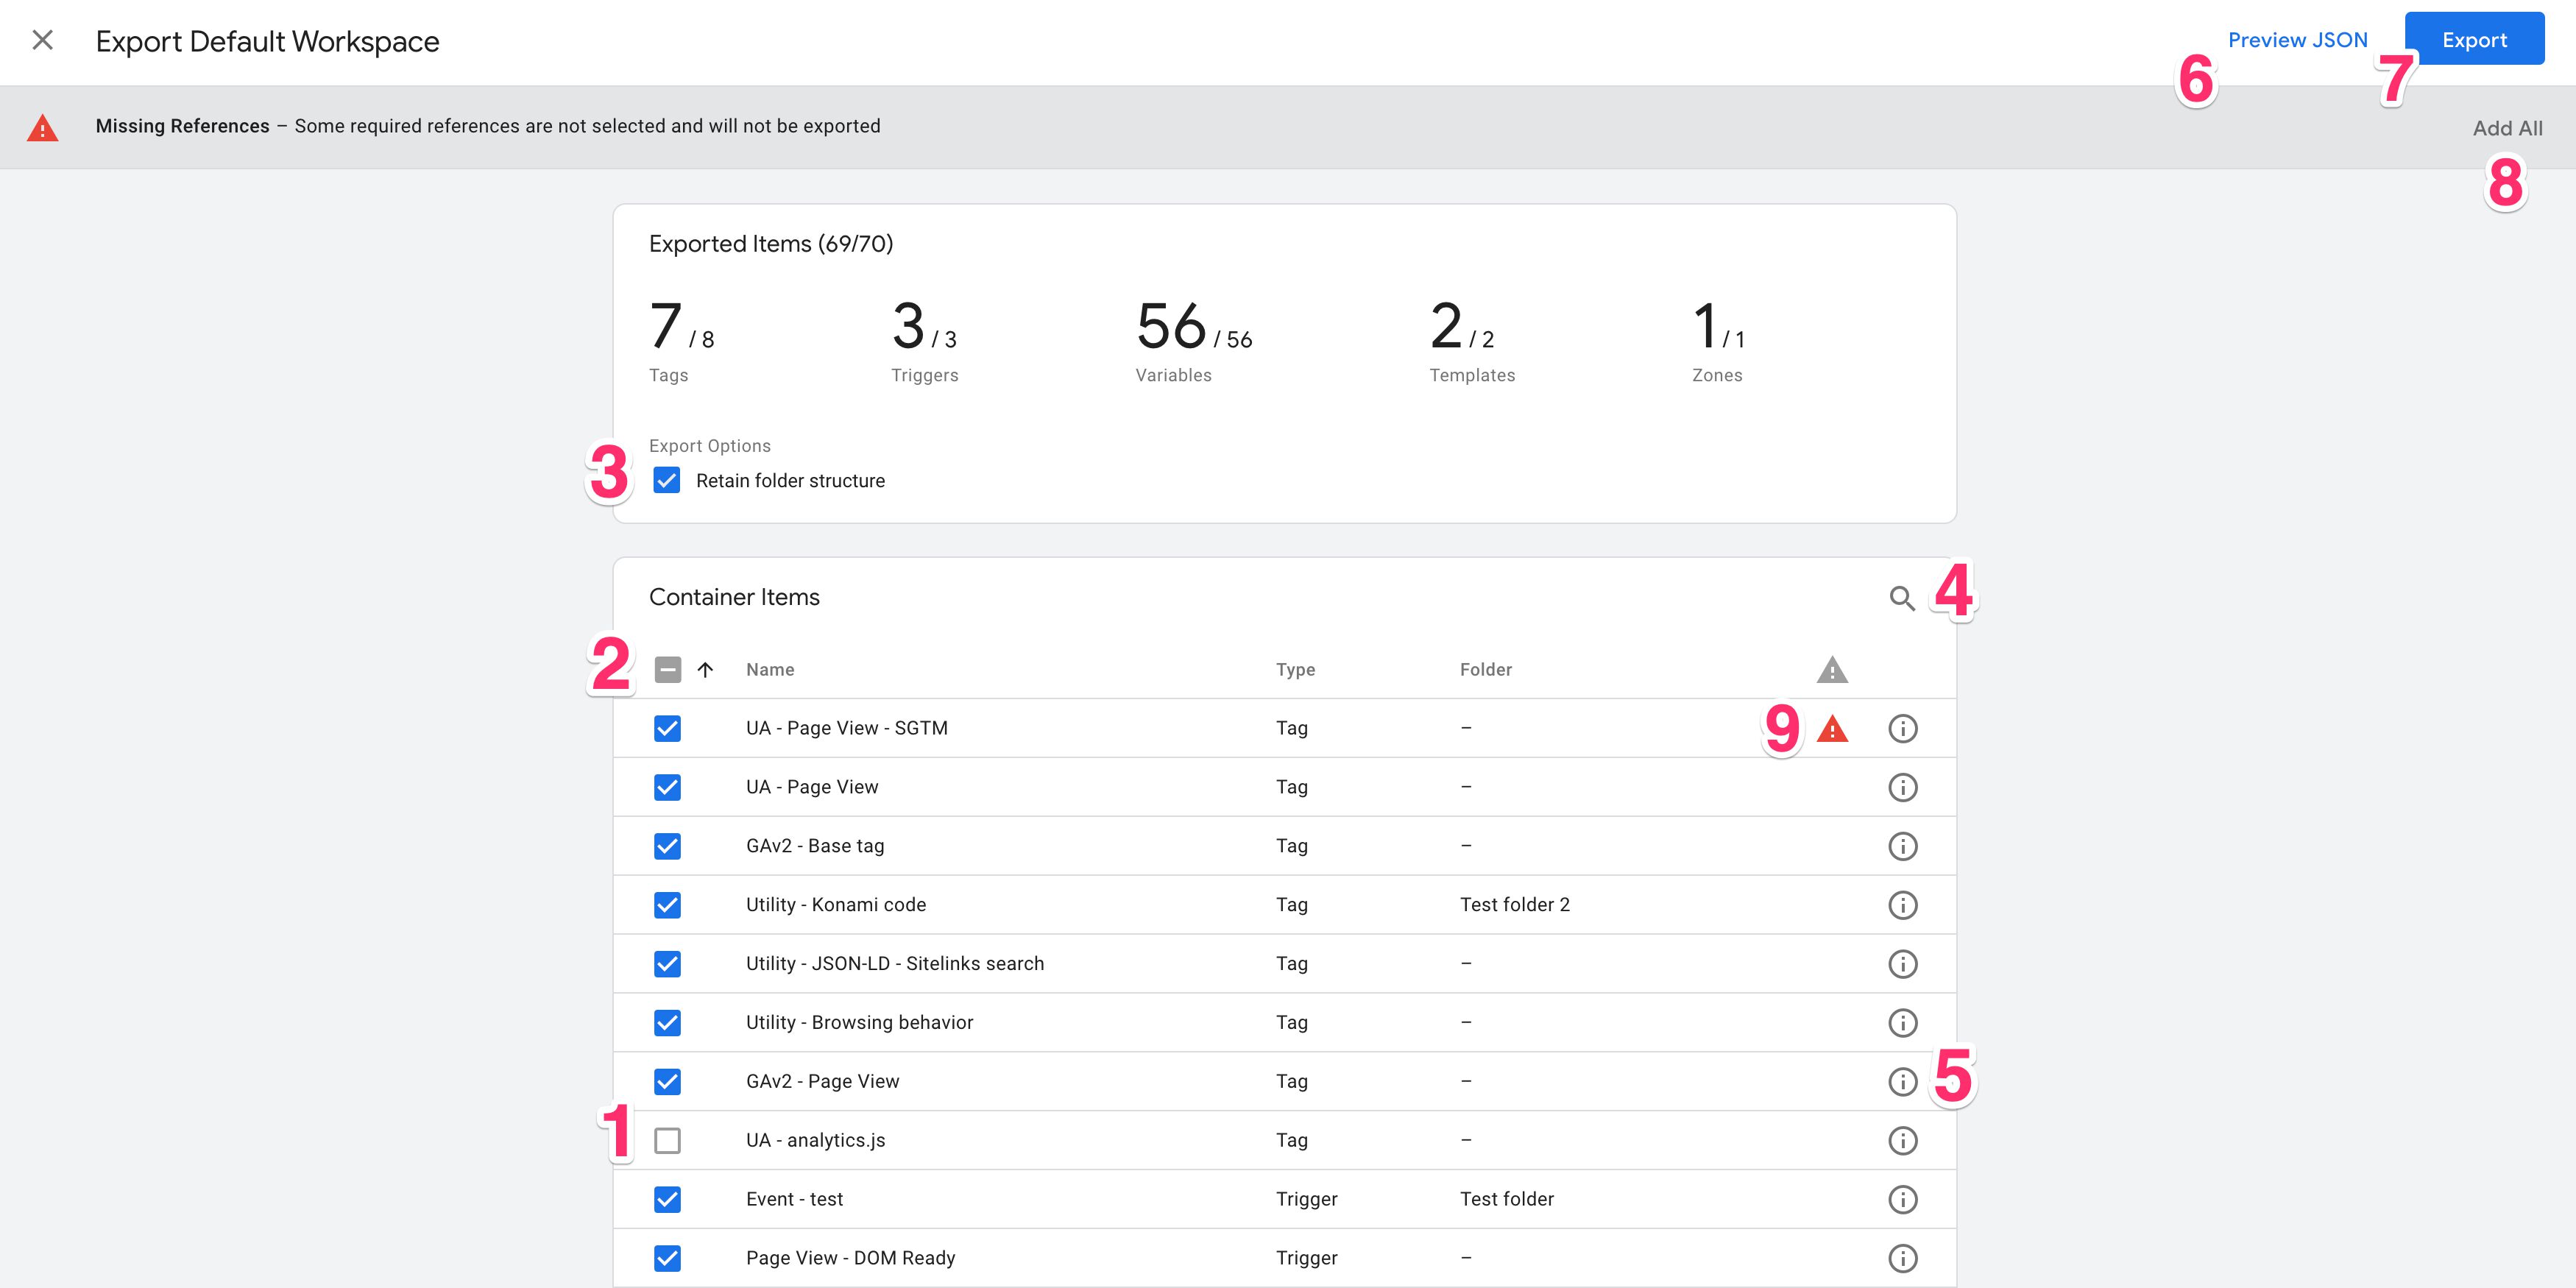 Export Default Workspace
Preview JSON
Export
6
7
Missing References – Some required references are not selected and will not be exported
Add All
8
Exported Items (69/70)
7 / 8
3 / 3
56 / 56
2 / 2
1 / 1
Tags
Triggers
Variables
Templates
Zones
Export Options
3
Retain folder structure
Container Items
4
2
Name Type Folder
UA - Page View - SGTM Tag – 9
UA - Page View Tag –
GAv2 - Base tag Tag –
Utility - Konami code Tag Test folder 2
Utility - JSON-LD - Sitelinks search Tag –
Utility - Browsing behavior Tag –
GAv2 - Page View Tag – 5
1 UA - analytics.js Tag –
Event - test Trigger Test folder
Page View - DOM Ready Trigger –